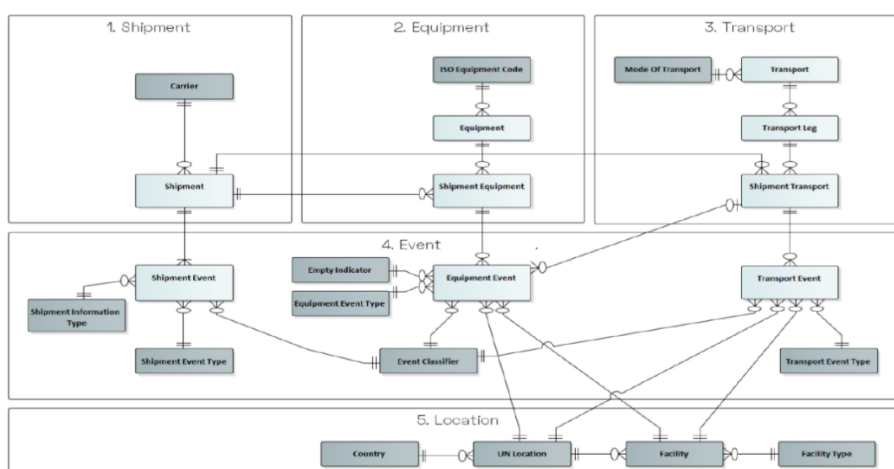 1. Shipment
2. Equipment
3. Transport
Carrier
ISO Equipment Code
Mode Of Transport
Transport
Equipment
Transport Leg
Shipment
Shipment Equipment
Shipment Transport
4. Event
Shipment Event
Empty Indicator
Equipment Event
Transport Event
Equipment Event Type
Shipment Information
Type
Shipment Event Type
Event Classifier
Transport Event Type
5. Location
Country
UN Location
Facility
Facility Type